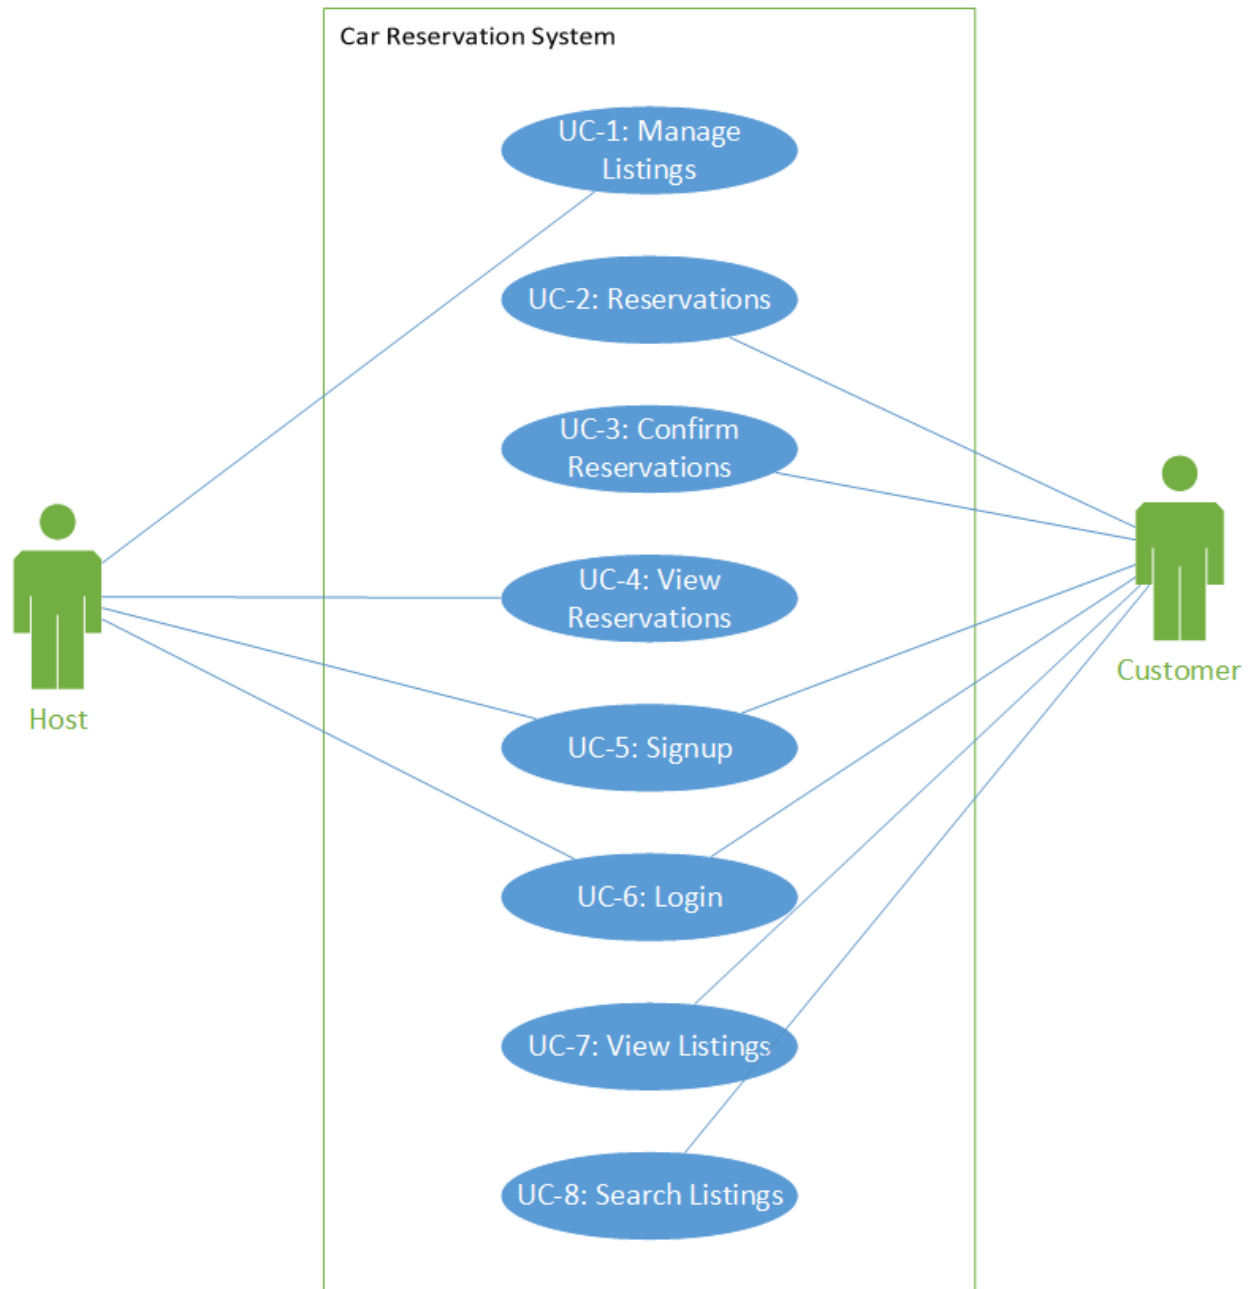 Car Reservation System
UC-1: Manage
Listings
UC-2: Reservations
UC-3: Confirm
Reservations
UC-4: View
Reservations
UC-5: Signup
UC-6: Login
UC-7: View Listings
UC-8: Search Listings
Host
Customer